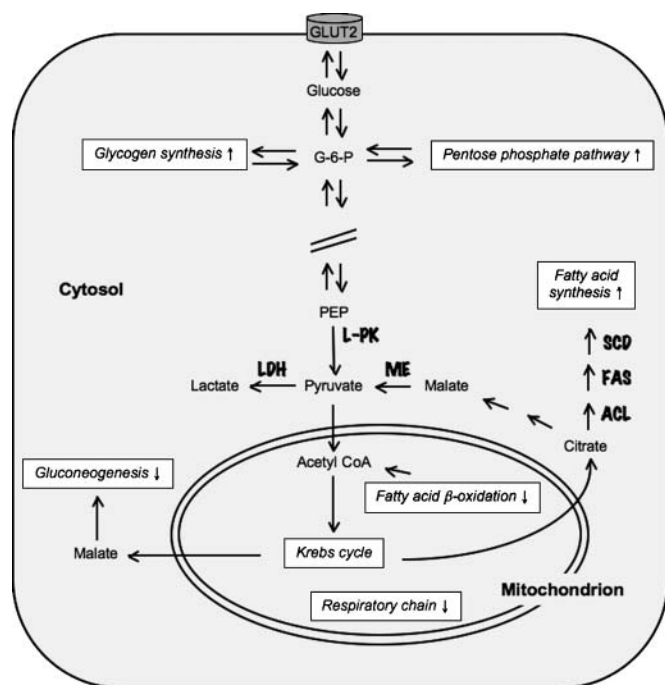 GLUT2
Glucose
Glycogen synthesis ↑
G-6-P
Pentose phosphate pathway ↑
Cytosol
Fatty acid
synthesis ↑
PEP
L-PK
SCD
LDH
ME
FAS
Lactate
Pyruvate
Malate
ACL
Citrate
Acetyl CoA
Gluconeogenesis ↓
Fatty acid β-oxidation ↓
Malate
Krebs cycle
Mitochondrion
Respiratory chain ↓